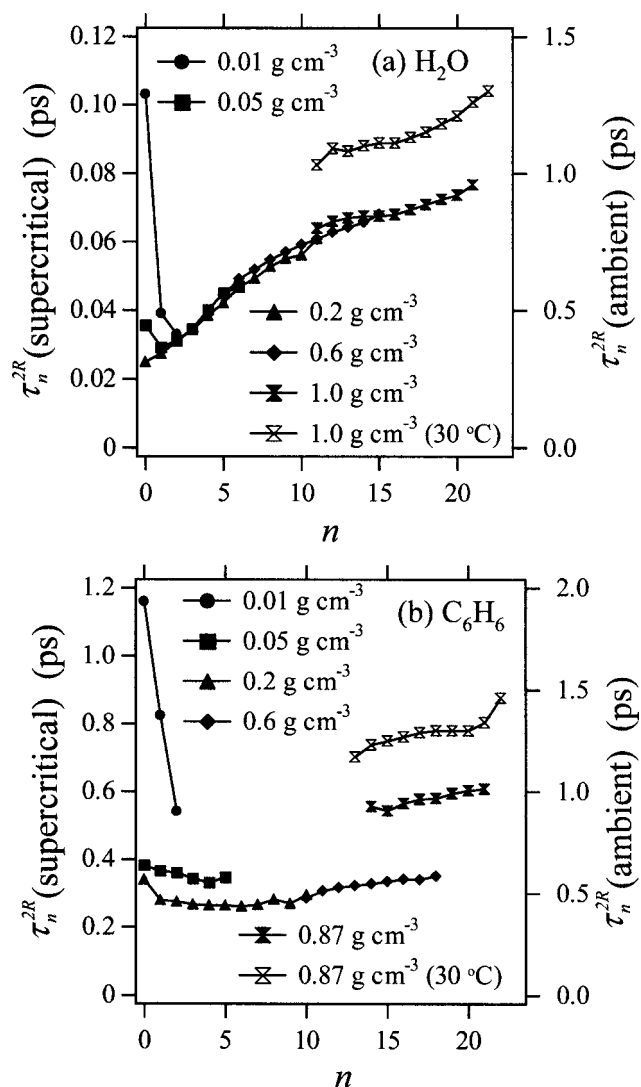 0.12
0.10
0.08
0.06
0.04
0.02
0
τn2R (supercritical) (ps)
0.01 g cm-3
0.05 g cm-3
(a) H2O
0.2 g cm-3
0.6 g cm-3
1.0 g cm-3
1.0 g cm-3 (30 °C)
1.5
1.0
0.5
0.0
τn2R (ambient) (ps)
0 5 10 15 20
n
1.2
1.0
0.8
0.6
0.4
0.2
0
τn2R (supercritical) (ps)
0.01 g cm-3
0.05 g cm-3
0.2 g cm-3
0.6 g cm-3
(b) C6H6
0.87 g cm-3
0.87 g cm-3 (30 °C)
2.0
1.5
1.0
0.5
0.0
τn2R (ambient) (ps)
0 5 10 15 20
n